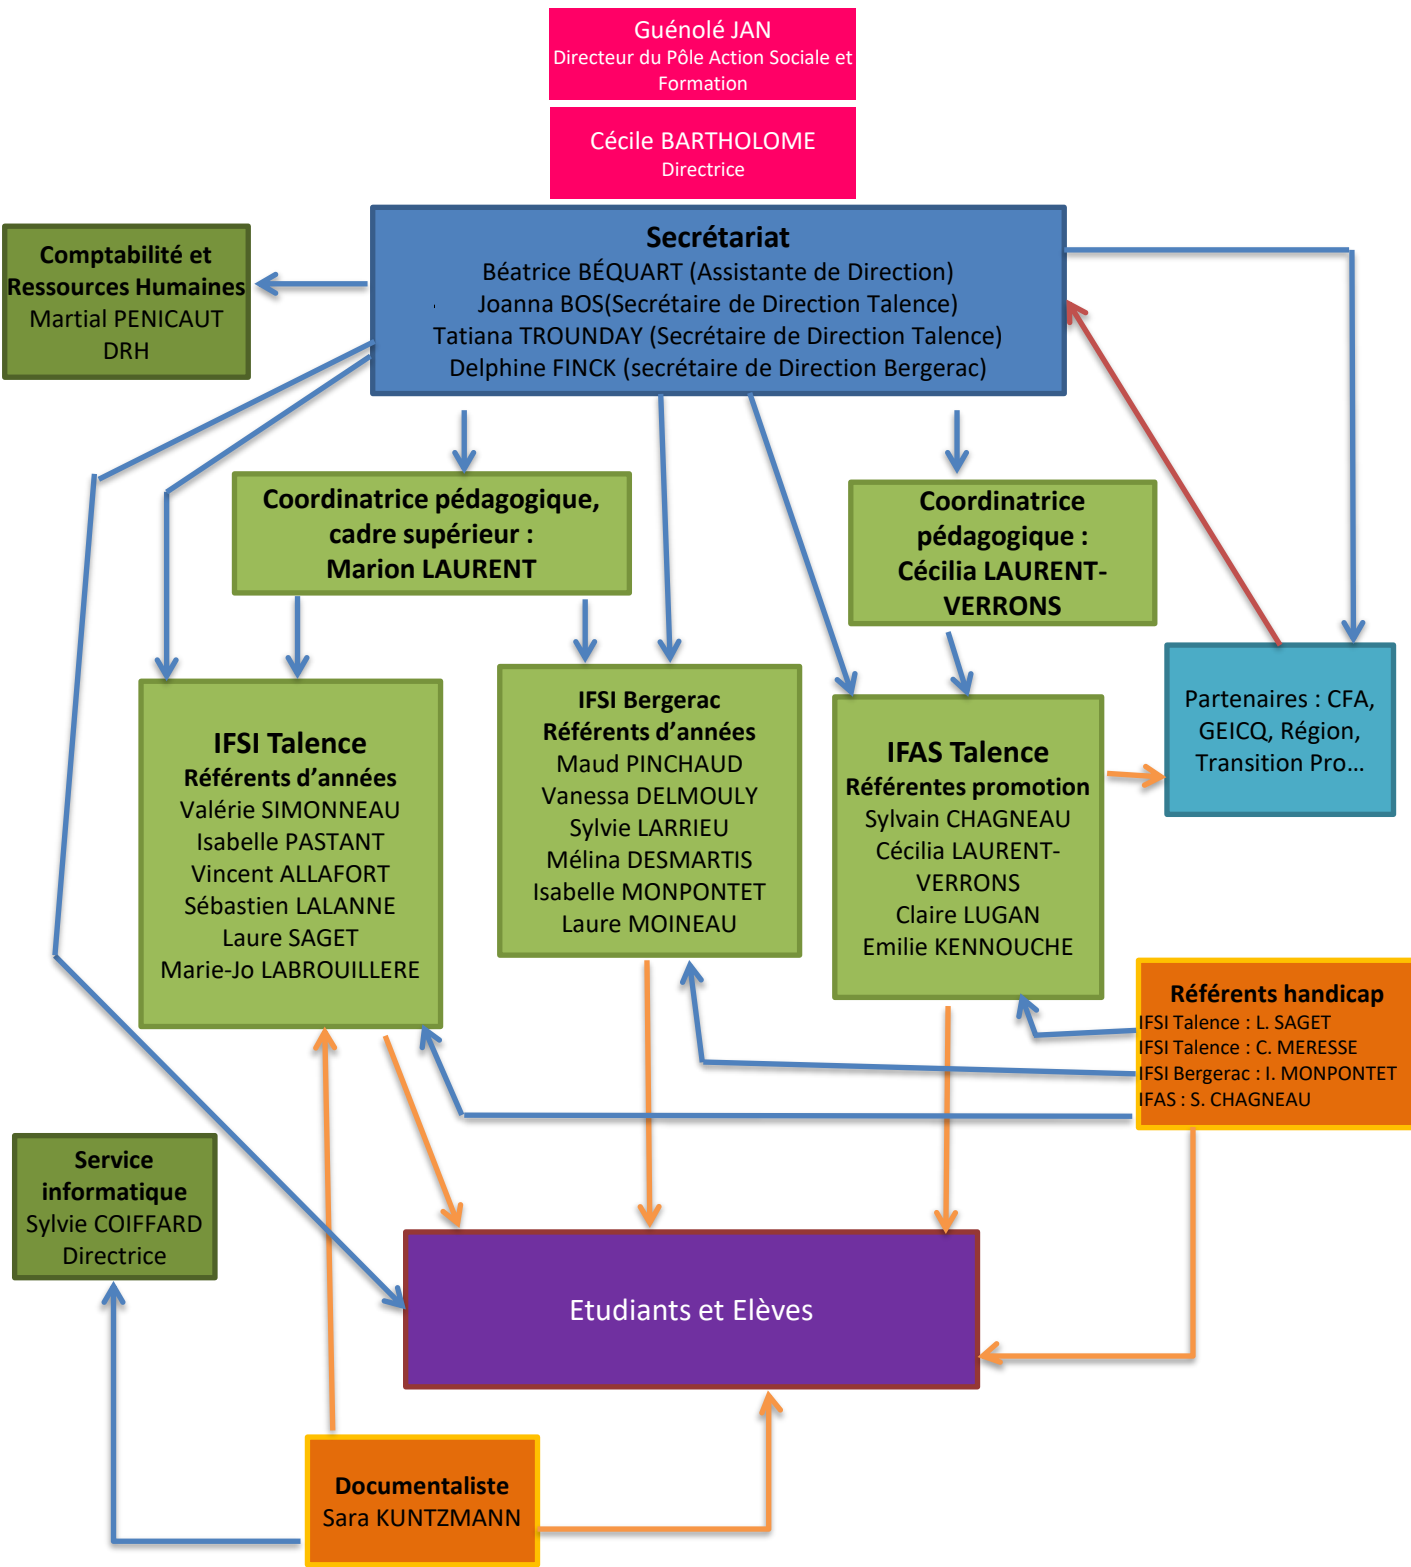 Guénolé JAN
Directeur du Pôle Action Sociale et
Formation
Cécile BARTHOLOME
Directrice
Comptabilité et
Ressources Humaines
Martial PENICAUT
DRH
Secrétariat
Béatrice BÉQUART (Assistante de Direction)
Joanna BOS(Secrétaire de Direction Talence)
Tatiana TROUNDAY (Secrétaire de Direction Talence)
Delphine FINCK (secrétaire de Direction Bergerac)
Coordinatrice pédagogique,
cadre supérieur :
Marion LAURENT
Coordinatrice
pédagogique :
Cécilia LAURENT-
VERRONS
IFSI Talence
Référents d’années
Valérie SIMONNEAU
Isabelle PASTANT
Vincent ALLAFORT
Sébastien LALANNE
Laure SAGET
Marie-Jo LABROUILLERE
IFSI Bergerac
Référents d’années
Maud PINCHAUD
Vanessa DELMOULY
Sylvie LARRIEU
Mélina DESMARTIS
Isabelle MONPONTET
Laure MOINEAU
IFAS Talence
Référentes promotion
Sylvain CHAGNEAU
Cécilia LAURENT-
VERRONS
Claire LUGAN
Emilie KENNOUCHE
Partenaires : CFA,
GEICQ, Région,
Transition Pro…
Référents handicap
IFSI Talence : L. SAGET
IFSI Talence : C. MERESSE
IFSI Bergerac : I. MONPONTET
IFAS : S. CHAGNEAU
Service
informatique
Sylvie COIFFARD
Directrice
Etudiants et Elèves
Documentaliste
Sara KUNTZMANN